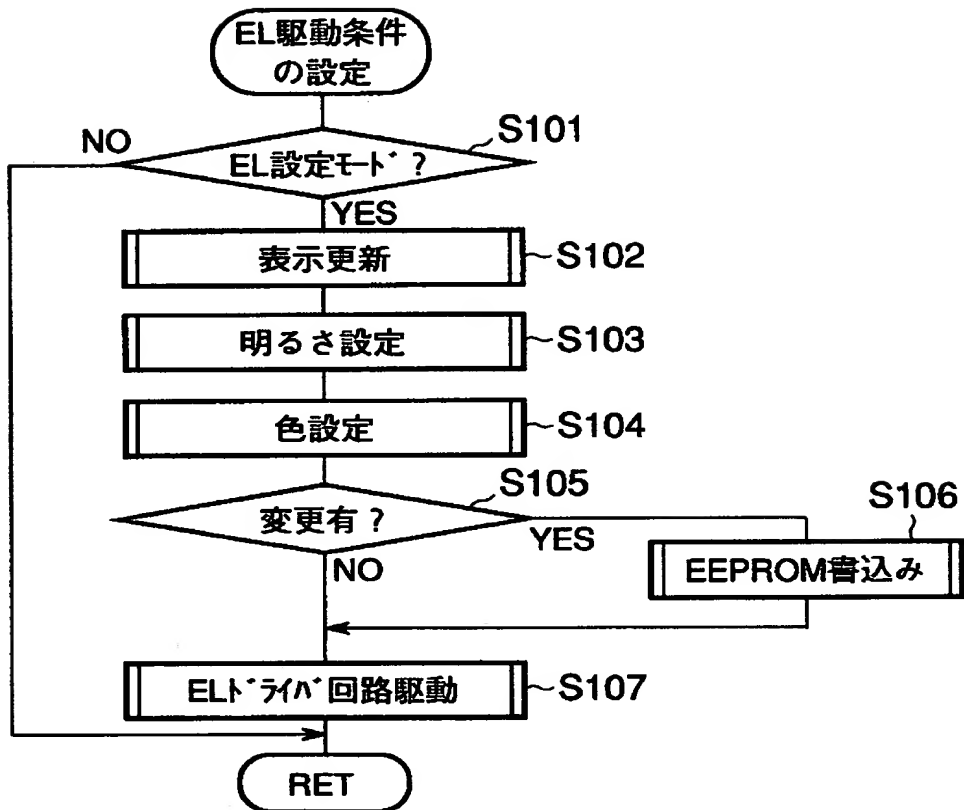 EL駆動条件
の設定
S101
NO
EL設定ﾓｰﾄﾞ?
YES
表示更新
S102
明るさ設定
S103
色設定
S104
S105
変更有?
YES
S106
NO
EEPROM書込み
ELﾄﾞﾗｲﾊﾞ回路駆動
S107
RET